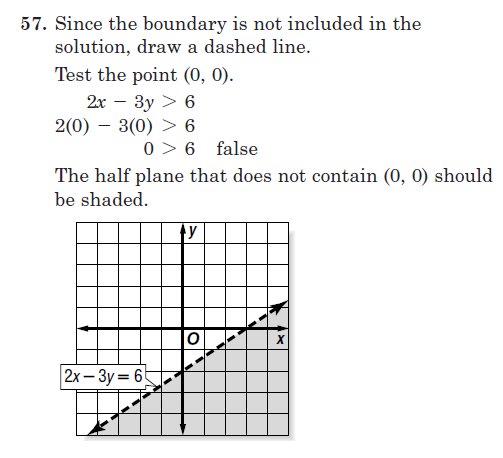 57. Since the boundary is not included in the
solution, draw a dashed line.
Test the point (0, 0).
2x − 3y > 6
2(0) − 3(0) > 6
0 > 6 false
The half plane that does not contain (0, 0) should
be shaded.
y
O
x
2x − 3y = 6